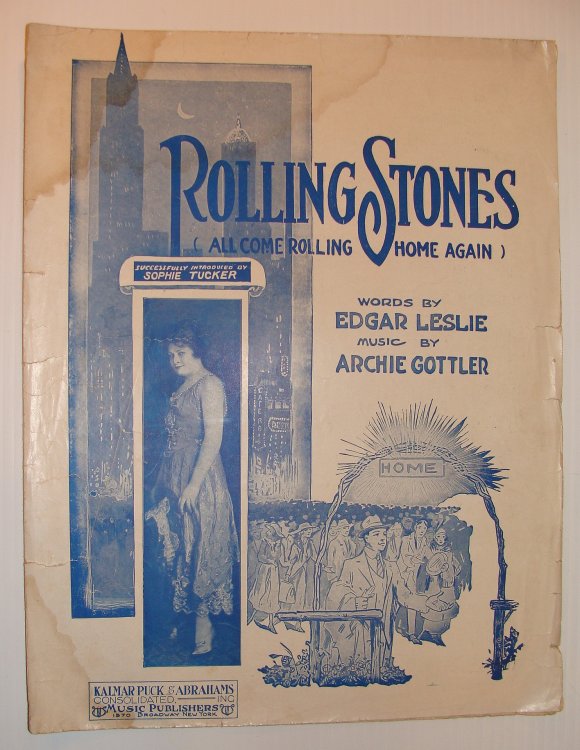 ROLLING STONES
( ALL COME ROLLING HOME AGAIN )
SUCCESSFULLY INTRODUCED BY
SOPHIE TUCKER
WORDS BY
EDGAR LESLIE
MUSIC BY
ARCHIE GOTTLER
HOME
KALMAR PUCK & ABRAHAMS
CONSOLIDATED INC
MUSIC PUBLISHERS
1570 BROADWAY NEW YORK